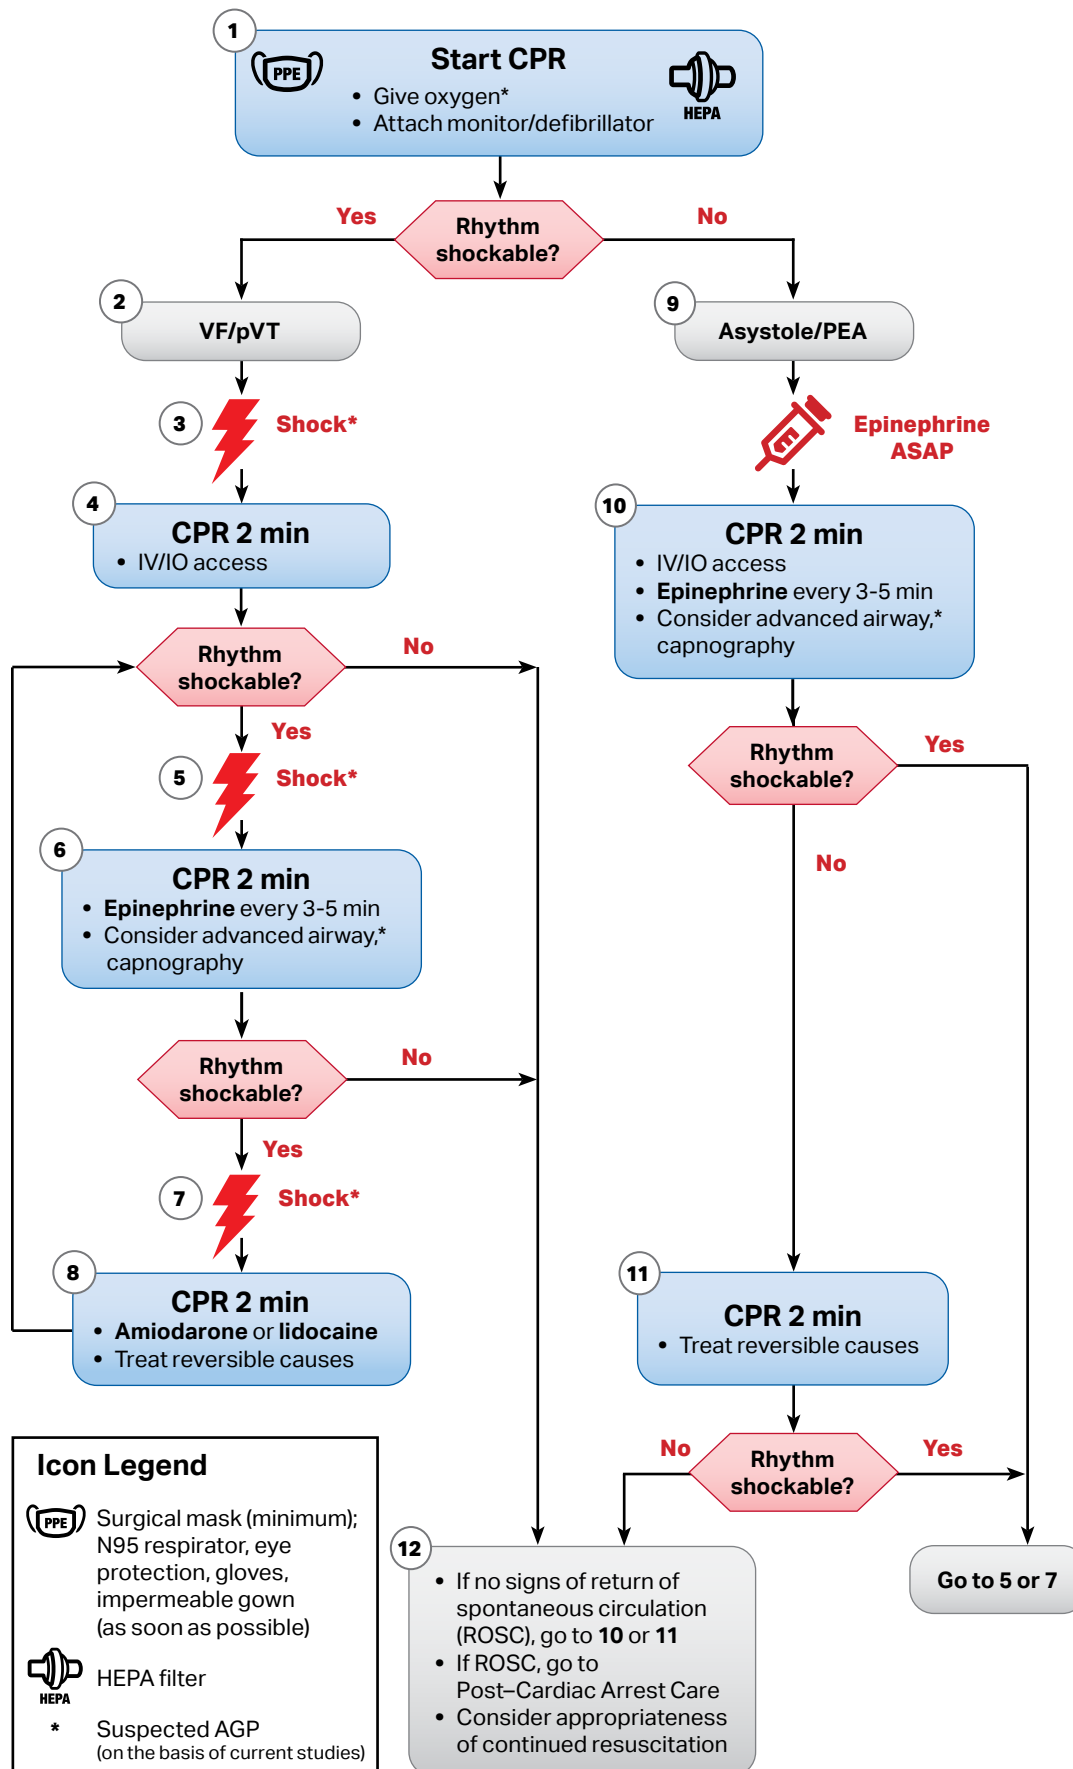 1
PPE
Start CPR
• Give oxygen*
• Attach monitor/defibrillator
HEPA
Rhythm
shockable?
Yes
No
2
VF/pVT
9
Asystole/PEA
3
Shock*
Epinephrine
ASAP
4
CPR 2 min
• IV/IO access
10
CPR 2 min
• IV/IO access
• Epinephrine every 3-5 min
• Consider advanced airway,*
capnography
Rhythm
shockable?
No
Yes
5
Shock*
Rhythm
shockable?
Yes
No
6
CPR 2 min
• Epinephrine every 3-5 min
• Consider advanced airway,*
capnography
Rhythm
shockable?
No
Yes
7
Shock*
8
CPR 2 min
• Amiodarone or lidocaine
• Treat reversible causes
11
CPR 2 min
• Treat reversible causes
Rhythm
shockable?
No
Yes
12
• If no signs of return of
spontaneous circulation
(ROSC), go to 10 or 11
• If ROSC, go to
Post–Cardiac Arrest Care
• Consider appropriateness
of continued resuscitation
Go to 5 or 7
Icon Legend
PPE
Surgical mask (minimum);
N95 respirator, eye
protection, gloves,
impermeable gown
(as soon as possible)
HEPA
HEPA filter
* Suspected AGP
(on the basis of current studies)